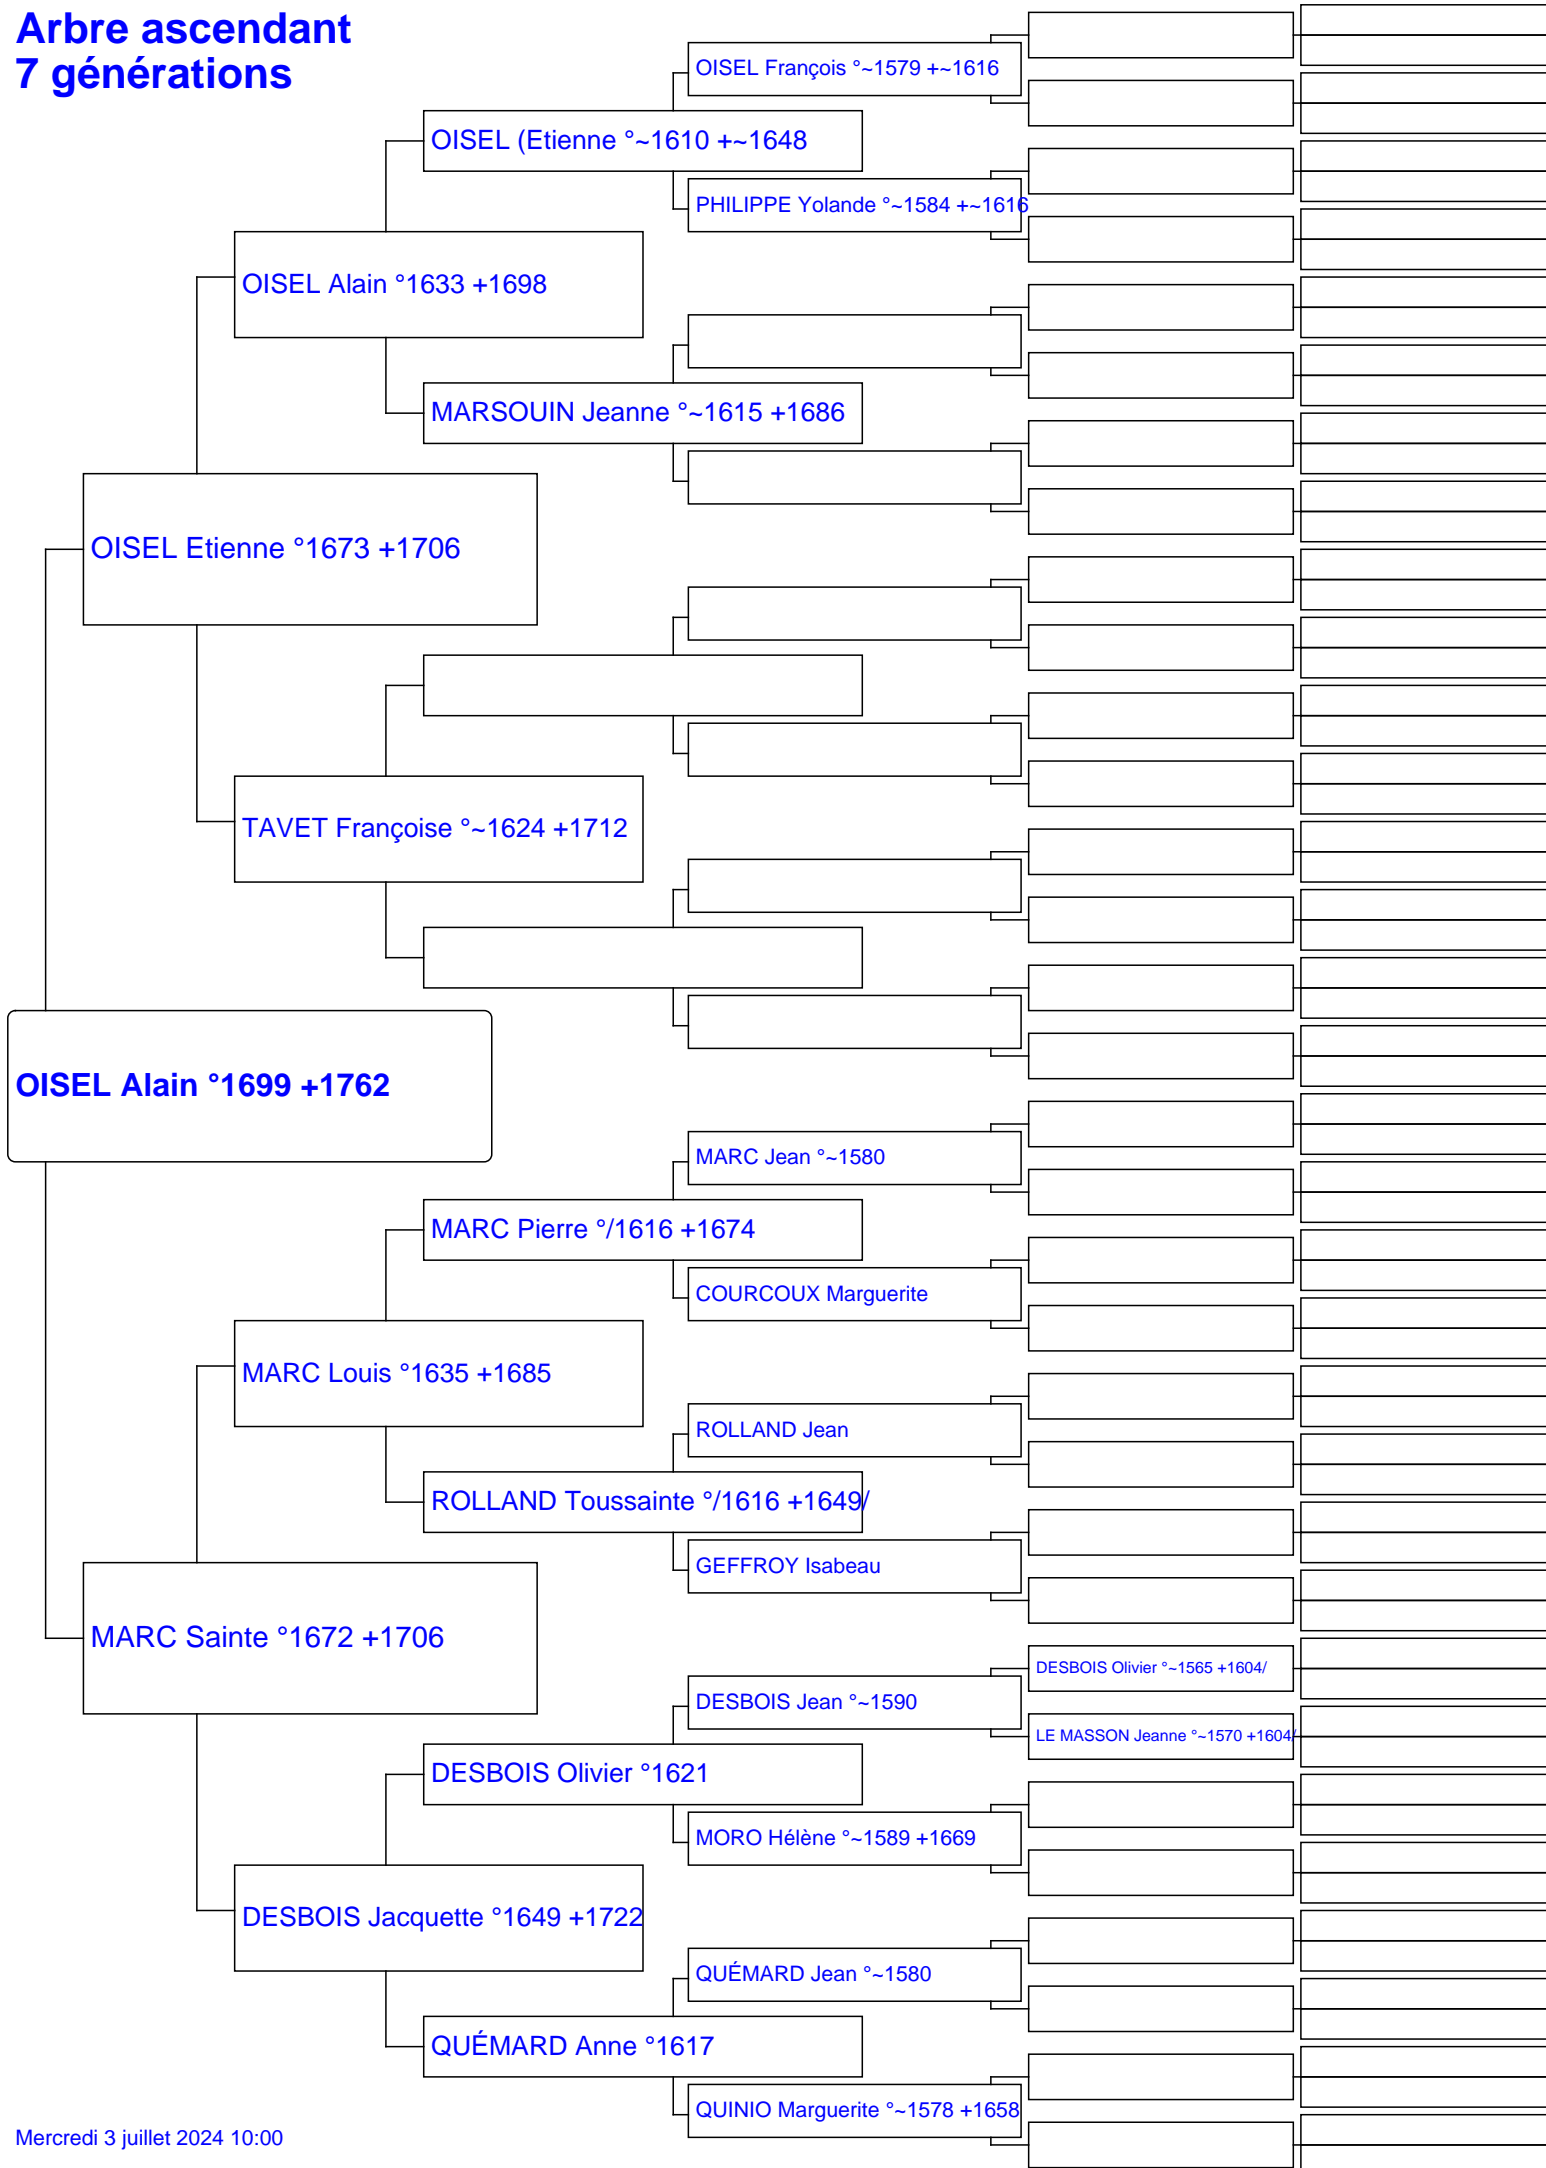 Arbre ascendant
7 générations
OISEL François °~1579 +~1616
OISEL (Etienne °~1610 +~1648
PHILIPPE Yolande °~1584 +~1616
OISEL Alain °1633 +1698
MARSOUIN Jeanne °~1615 +1686
OISEL Etienne °1673 +1706
TAVET Françoise °~1624 +1712
OISEL Alain °1699 +1762
MARC Jean °~1580
MARC Pierre °/1616 +1674
COURCOUX Marguerite
MARC Louis °1635 +1685
ROLLAND Jean
ROLLAND Toussainte °/1616 +1649/
GEFFROY Isabeau
MARC Sainte °1672 +1706
DESBOIS Olivier °~1565 +1604/
DESBOIS Jean °~1590
LE MASSON Jeanne °~1570 +1604/
DESBOIS Olivier °1621
MORO Hélène °~1589 +1669
DESBOIS Jacquette °1649 +1722
QUÉMARD Jean °~1580
QUÉMARD Anne °1617
QUINIO Marguerite °~1578 +1658
Mercredi 3 juillet 2024 10:00